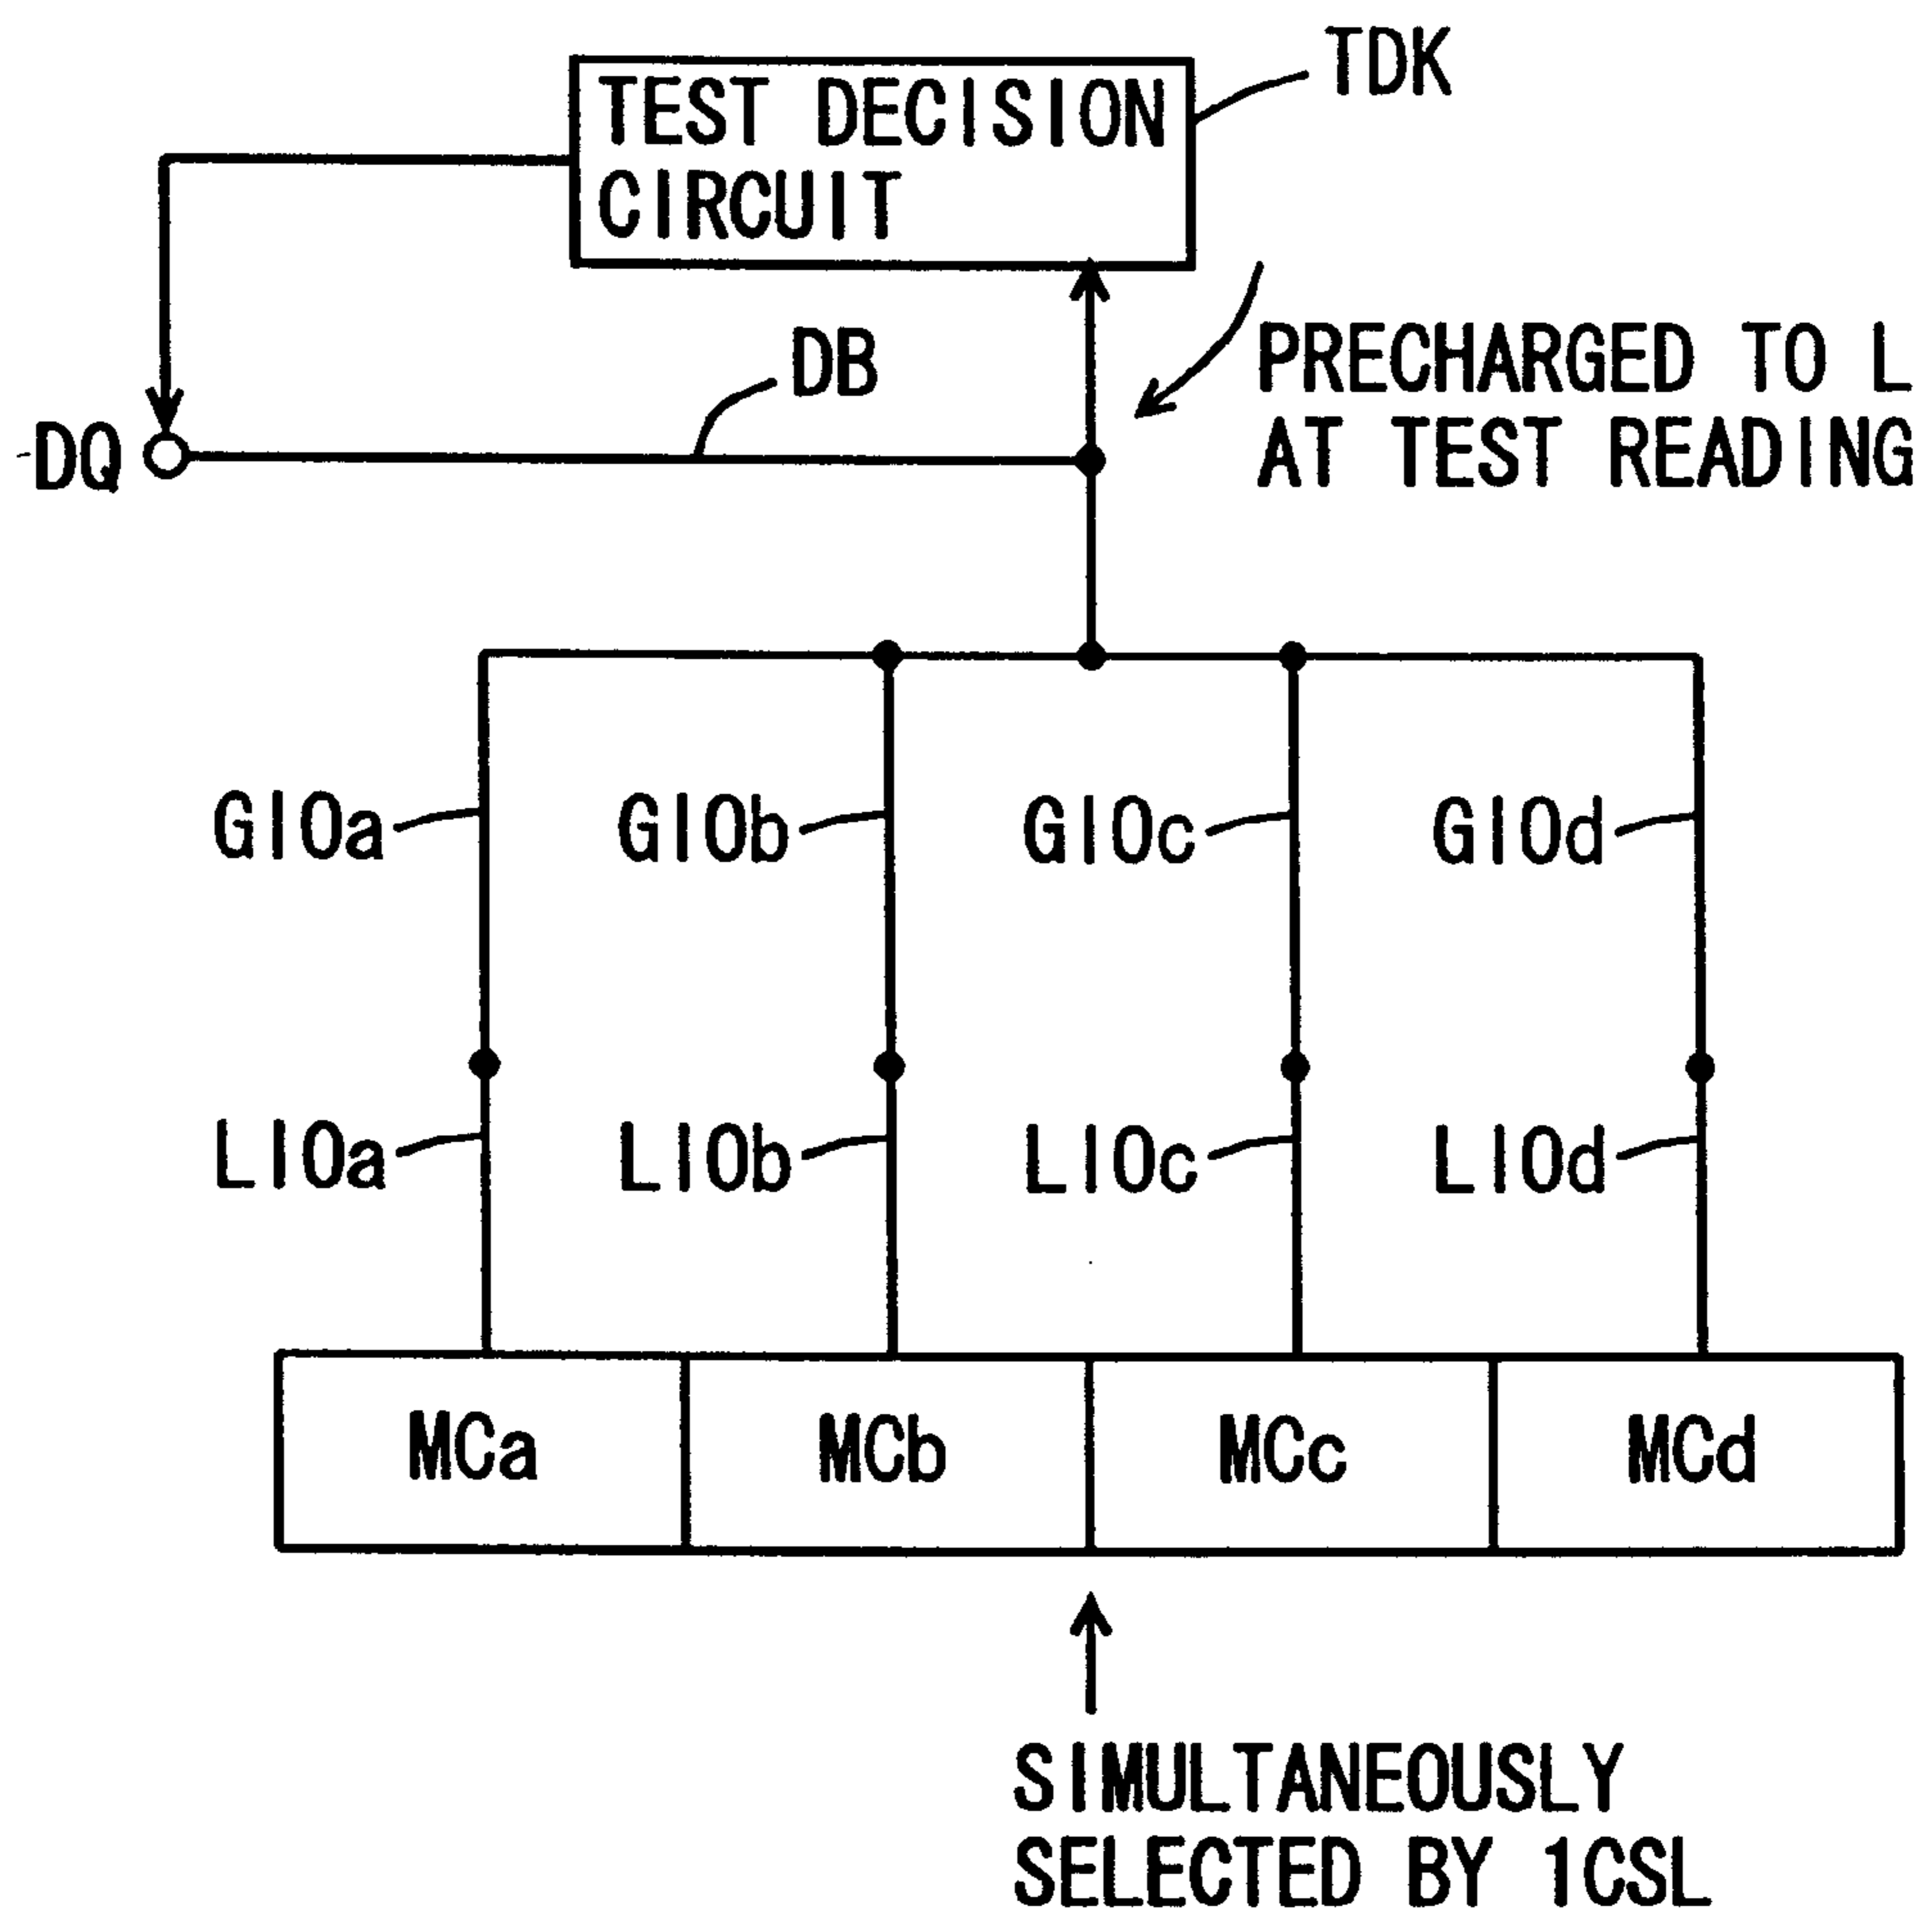 TDK
TEST DECISION
CIRCUIT
DB
PRECHARGED TO L
AT TEST READING
DQ
GIOa
GIOb
GIOc
GIOd
LIOa
LIOb
LIOc
LIOd
MCa
MCb
MCc
MCd
SIMULTANEOUSLY
SELECTED BY 1CSL